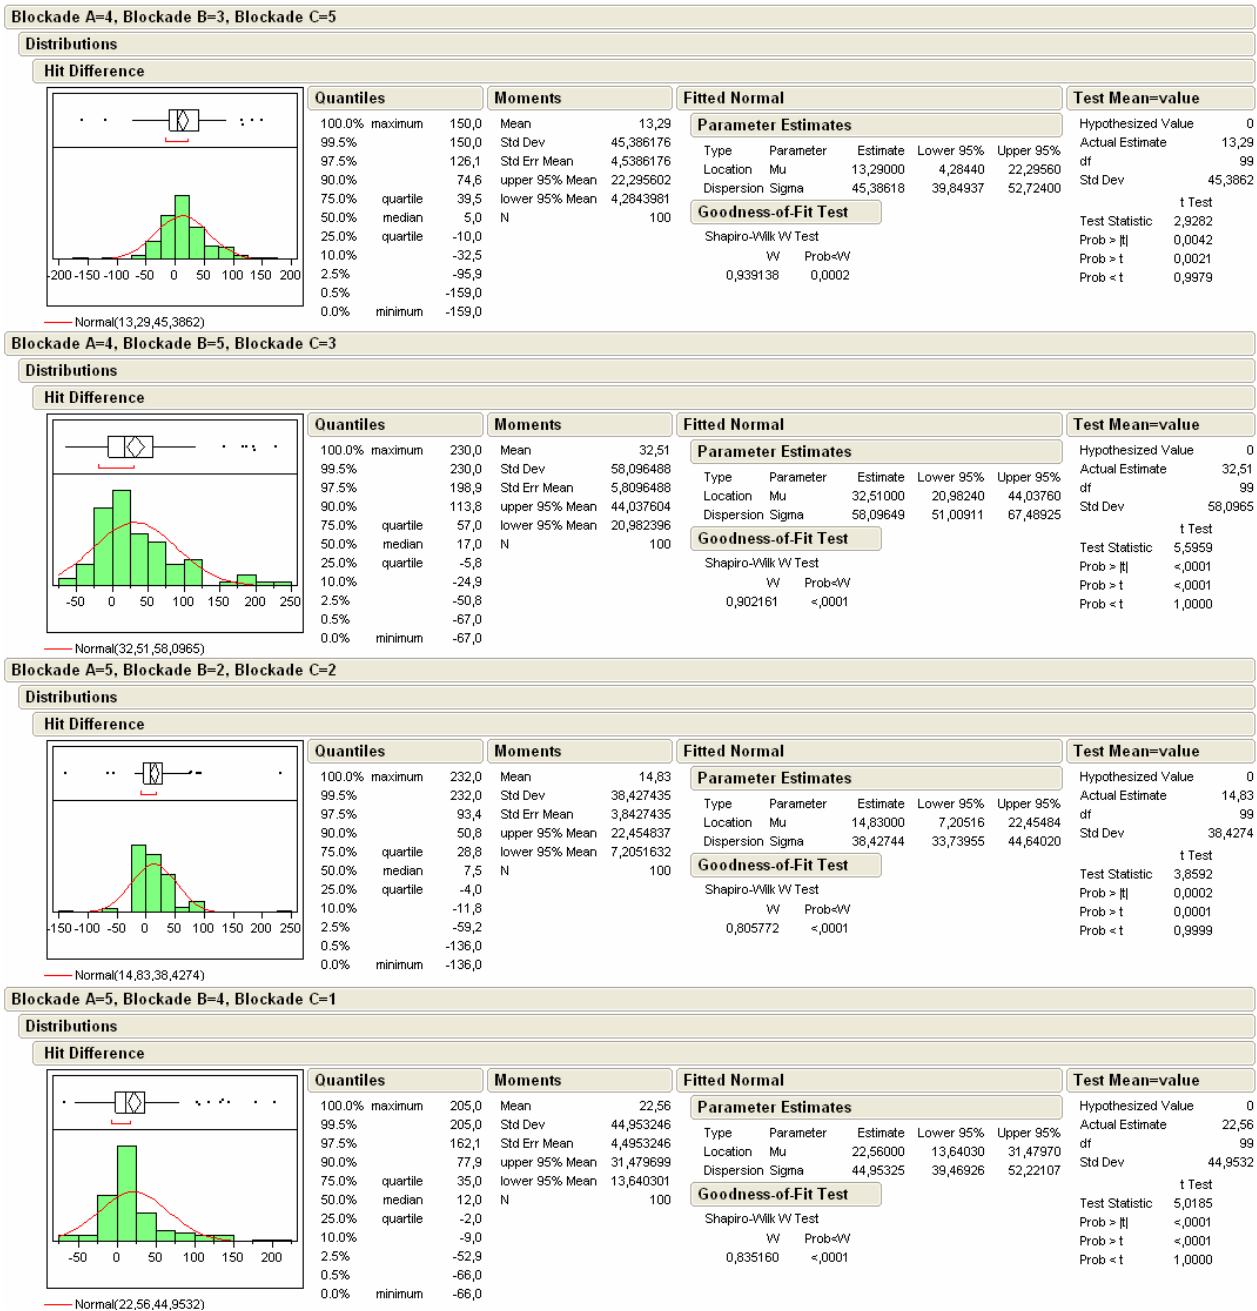 Blockade A=4, Blockade B=3, Blockade C=5
Distributions
Hit Difference
-200 -150 -100 -50 0 50 100 150 200
Normal(13,29,45,3862)
Quantiles
100.0% maximum 150,0
99.5% 150,0
97.5% 126,1
90.0% 74,6
75.0% quartile 39,5
50.0% median 5,0
25.0% quartile -10,0
10.0% -32,5
2.5% -95,9
0.5% -159,0
0.0% minimum -159,0
Moments
Mean 13,29
Std Dev 45,386176
Std Err Mean 4,5386176
upper 95% Mean 22,295602
lower 95% Mean 4,2843981
N 100
Fitted Normal
Parameter Estimates
Type Parameter Estimate Lower 95% Upper 95%
Location Mu 13,29000 4,28440 22,29560
Dispersion Sigma 45,38618 39,84937 52,72400
Goodness-of-Fit Test
Shapiro-Wilk W Test
W Prob<W
0,939138 0,0002
Test Mean=value
Hypothesized Value 0
Actual Estimate 13,29
df 99
Std Dev 45,3862
t Test
Test Statistic 2,9282
Prob > |t| 0,0042
Prob > t 0,0021
Prob < t 0,9979
Blockade A=4, Blockade B=5, Blockade C=3
Distributions
Hit Difference
-50 0 50 100 150 200 250
Normal(32,51,58,0965)
Quantiles
100.0% maximum 230,0
99.5% 230,0
97.5% 198,9
90.0% 113,8
75.0% quartile 57,0
50.0% median 17,0
25.0% quartile -5,8
10.0% -24,9
2.5% -50,8
0.5% -67,0
0.0% minimum -67,0
Moments
Mean 32,51
Std Dev 58,096488
Std Err Mean 5,8096488
upper 95% Mean 44,037604
lower 95% Mean 20,982396
N 100
Fitted Normal
Parameter Estimates
Type Parameter Estimate Lower 95% Upper 95%
Location Mu 32,51000 20,98240 44,03760
Dispersion Sigma 58,09649 51,00911 67,48925
Goodness-of-Fit Test
Shapiro-Wilk W Test
W Prob<W
0,902161 <,0001
Test Mean=value
Hypothesized Value 0
Actual Estimate 32,51
df 99
Std Dev 58,0965
t Test
Test Statistic 5,5959
Prob > |t| <,0001
Prob > t <,0001
Prob < t 1,0000
Blockade A=5, Blockade B=2, Blockade C=2
Distributions
Hit Difference
-150 -100 -50 0 50 100 150 200 250
Normal(14,83,38,4274)
Quantiles
100.0% maximum 232,0
99.5% 232,0
97.5% 93,4
90.0% 50,8
75.0% quartile 28,8
50.0% median 7,5
25.0% quartile -4,0
10.0% -11,8
2.5% -59,2
0.5% -136,0
0.0% minimum -136,0
Moments
Mean 14,83
Std Dev 38,427435
Std Err Mean 3,8427435
upper 95% Mean 22,454837
lower 95% Mean 7,2051632
N 100
Fitted Normal
Parameter Estimates
Type Parameter Estimate Lower 95% Upper 95%
Location Mu 14,83000 7,20516 22,45484
Dispersion Sigma 38,42744 33,73955 44,64020
Goodness-of-Fit Test
Shapiro-Wilk W Test
W Prob<W
0,805772 <,0001
Test Mean=value
Hypothesized Value 0
Actual Estimate 14,83
df 99
Std Dev 38,4274
t Test
Test Statistic 3,8592
Prob > |t| 0,0002
Prob > t 0,0001
Prob < t 0,9999
Blockade A=5, Blockade B=4, Blockade C=1
Distributions
Hit Difference
-50 0 50 100 150 200
Normal(22,56,44,9532)
Quantiles
100.0% maximum 205,0
99.5% 205,0
97.5% 162,1
90.0% 77,9
75.0% quartile 35,0
50.0% median 12,0
25.0% quartile -2,0
10.0% -9,0
2.5% -52,9
0.5% -66,0
0.0% minimum -66,0
Moments
Mean 22,56
Std Dev 44,953246
Std Err Mean 4,4953246
upper 95% Mean 31,479699
lower 95% Mean 13,640301
N 100
Fitted Normal
Parameter Estimates
Type Parameter Estimate Lower 95% Upper 95%
Location Mu 22,56000 13,64030 31,47970
Dispersion Sigma 44,95325 39,46926 52,22107
Goodness-of-Fit Test
Shapiro-Wilk W Test
W Prob<W
0,835160 <,0001
Test Mean=value
Hypothesized Value 0
Actual Estimate 22,56
df 99
Std Dev 44,9532
t Test
Test Statistic 5,0185
Prob > |t| <,0001
Prob > t <,0001
Prob < t 1,0000